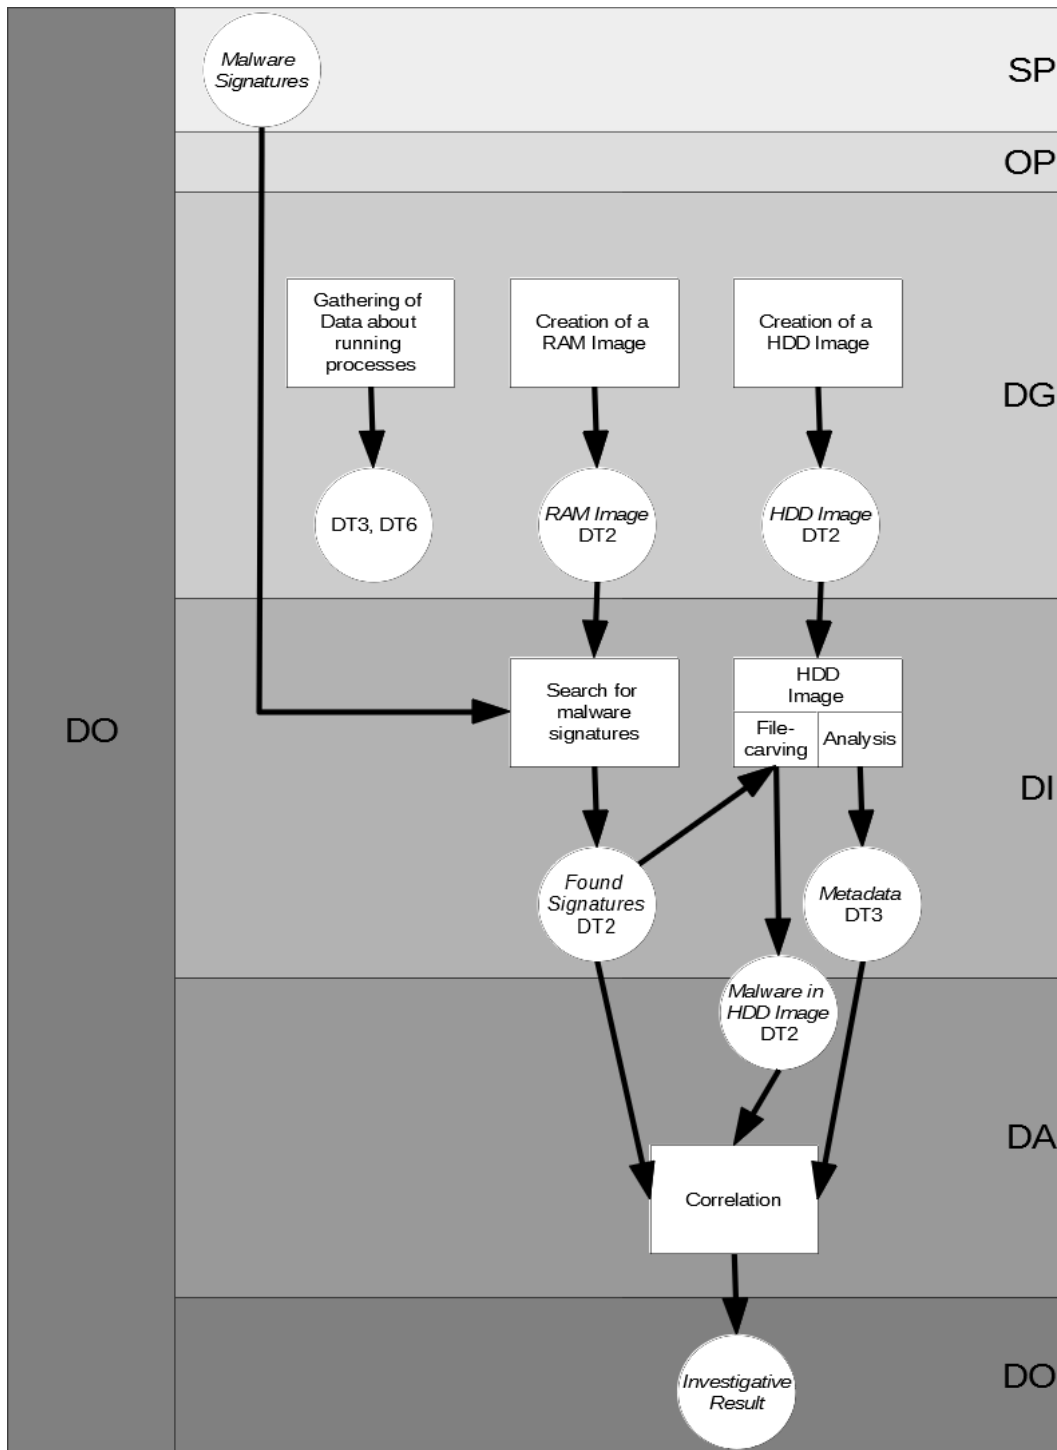 Malware
Signatures
SP
OP
Gathering of
Data about
running
processes
Creation of a
RAM Image
Creation of a
HDD Image
DG
DT3, DT6
RAM Image
DT2
HDD Image
DT2
DO
Search for
malware
signatures
HDD
Image
File-
carving
Analysis
DI
Found
Signatures
DT2
Metadata
DT3
Malware in
HDD Image
DT2
DA
Correlation
DO
Investigative
Result